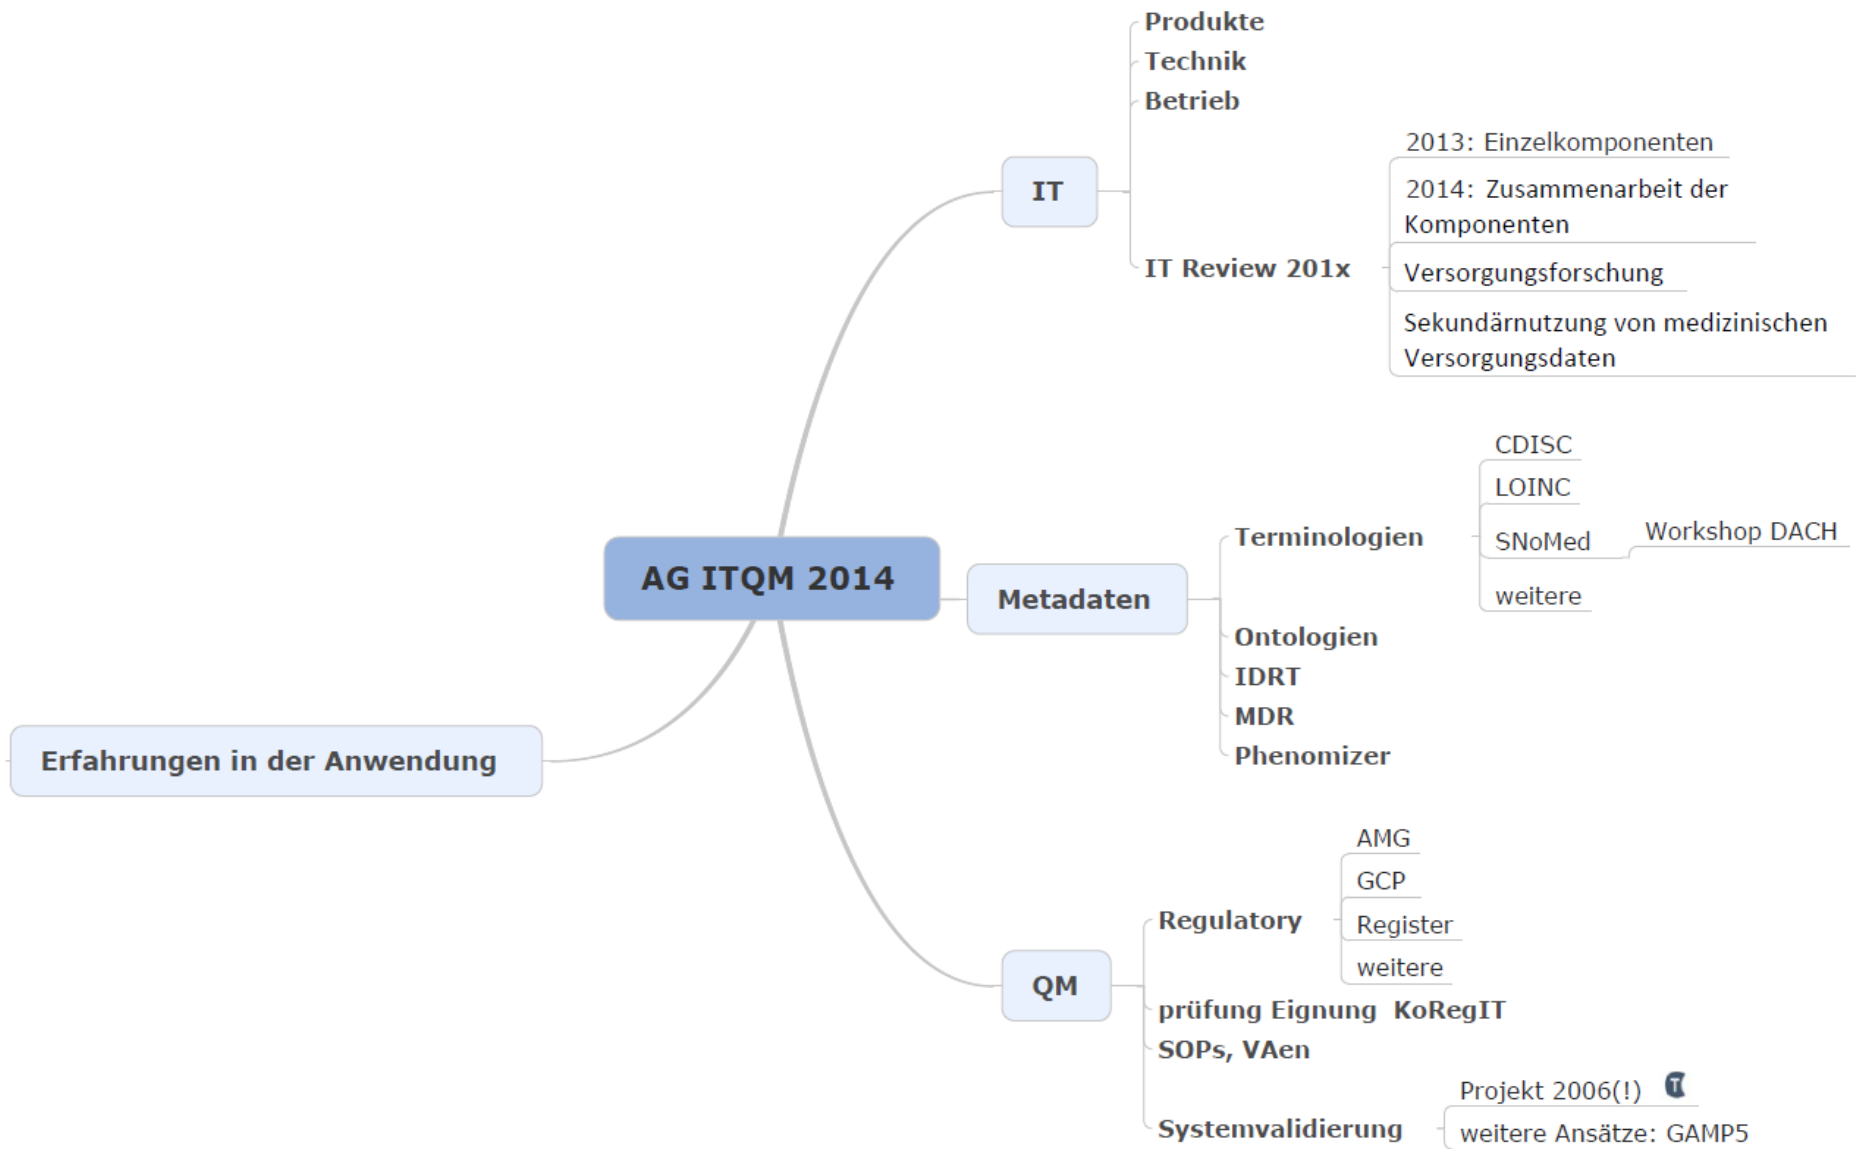 Produkte
Technik
Betrieb
IT
2013: Einzelkomponenten
2014: Zusammenarbeit der
Komponenten
IT Review 201x
Versorgungsforschung
Sekundärnutzung von medizinischen
Versorgungsdaten
AG ITQM 2014
Metadaten
Terminologien
CDISC
LOINC
SNoMed
Workshop DACH
weitere
Ontologien
IDRT
MDR
Phenomizer
Erfahrungen in der Anwendung
QM
Regulatory
AMG
GCP
Register
weitere
prüfung Eignung  KoRegIT
SOPs, VAen
Systemvalidierung
Projekt 2006(!) T
weitere Ansätze: GAMP5